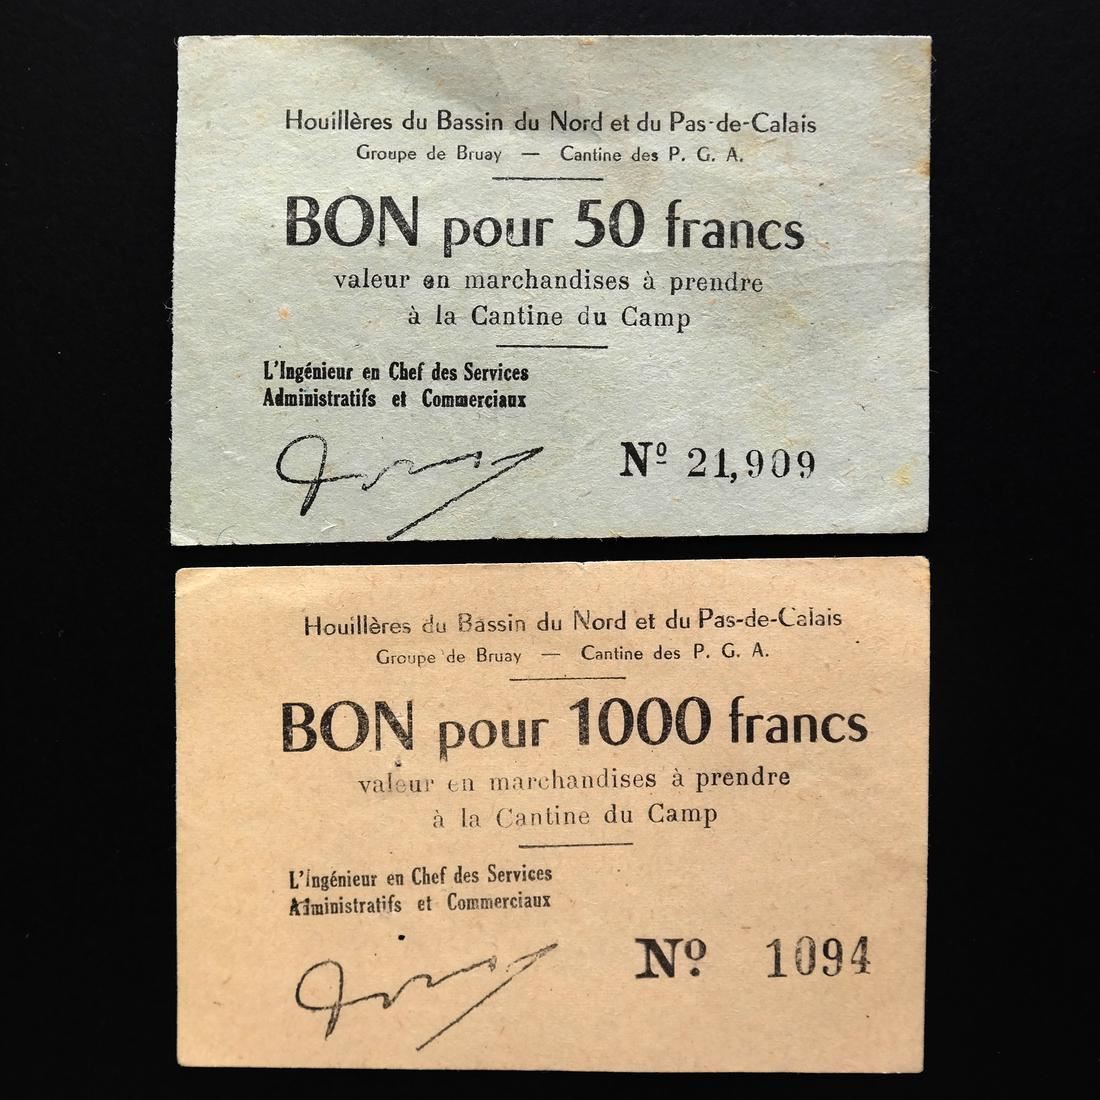 Houillères du Bassin du Nord et du Pas-de-Calais
Groupe de Bruay — Cantine des P. G. A.
BON pour 50 francs
valeur en marchandises à prendre
à la Cantine du Camp
L'Ingénieur en Chef des Services
Administratifs et Commerciaux
Nº 21,909
Houillères du Bassin du Nord et du Pas-de-Calais
Groupe de Bruay — Cantine des P. G. A.
BON pour 1000 francs
valeur en marchandises à prendre
à la Cantine du Camp
L'Ingénieur en Chef des Services
Administratifs et Commerciaux
Nº 1094